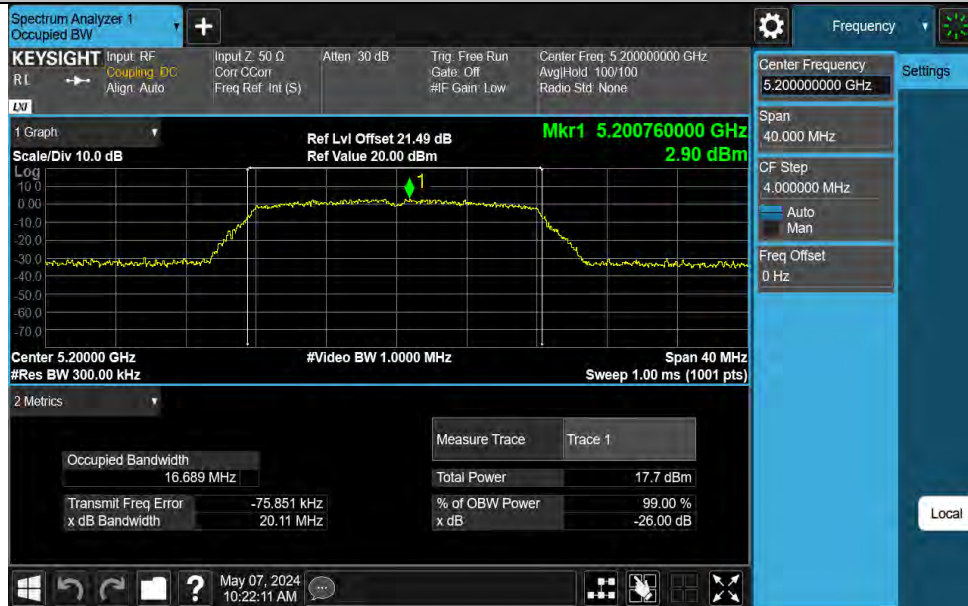 Spectrum Analyzer 1
Occupied BW
+
Frequency
KEYSIGHT
R L
LXI
Input: RF
Coupling: DC
Align: Auto
Input Z: 50 Ω
Corr CCorr
Freq Ref: Int (S)
Atten: 30 dB
Trig: Free Run
Gate: Off
#IF Gain: Low
Center Freq: 5.200000000 GHz
Avg|Hold: 100/100
Radio Std: None
Center Frequency
5.200000000 GHz
Settings
Span
40.000 MHz
CF Step
4.000000 MHz
Auto
Man
Freq Offset
0 Hz
Local
1 Graph
Scale/Div 10.0 dB
Ref Lvl Offset 21.49 dB
Ref Value 20.00 dBm
Mkr1 5.200760000 GHz
2.90 dBm
Log
10.0
0.00
-10.0
-20.0
-30.0
-40.0
-50.0
-60.0
-70.0
1
Center 5.20000 GHz
#Res BW 300.00 kHz
#Video BW 1.0000 MHz
Span 40 MHz
Sweep 1.00 ms (1001 pts)
2 Metrics
Measure Trace Trace 1
Occupied Bandwidth
16.689 MHz
Total Power 17.7 dBm
Transmit Freq Error -75.851 kHz
% of OBW Power 99.00 %
x dB Bandwidth 20.11 MHz
x dB -26.00 dB
?
May 07, 2024
10:22:11 AM